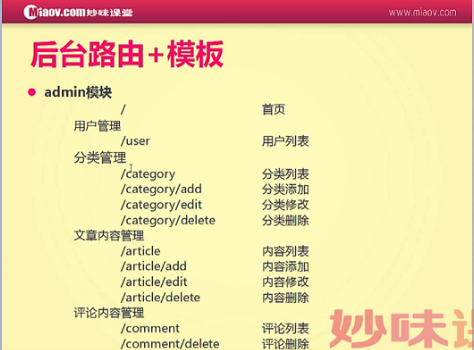 Miaov.com妙味课堂
www.miaov.com
后台路由+模板
admin模块
/ 首页
用户管理
/user 用户列表
分类管理
/category 分类列表
/category/add 分类添加
/category/edit 分类修改
/category/delete 分类删除
文章内容管理
/article 内容列表
/article/add 内容添加
/article/edit 内容修改
/article/delete 内容删除
评论内容管理
/comment 评论列表
/comment/delete 评论删除
妙味课